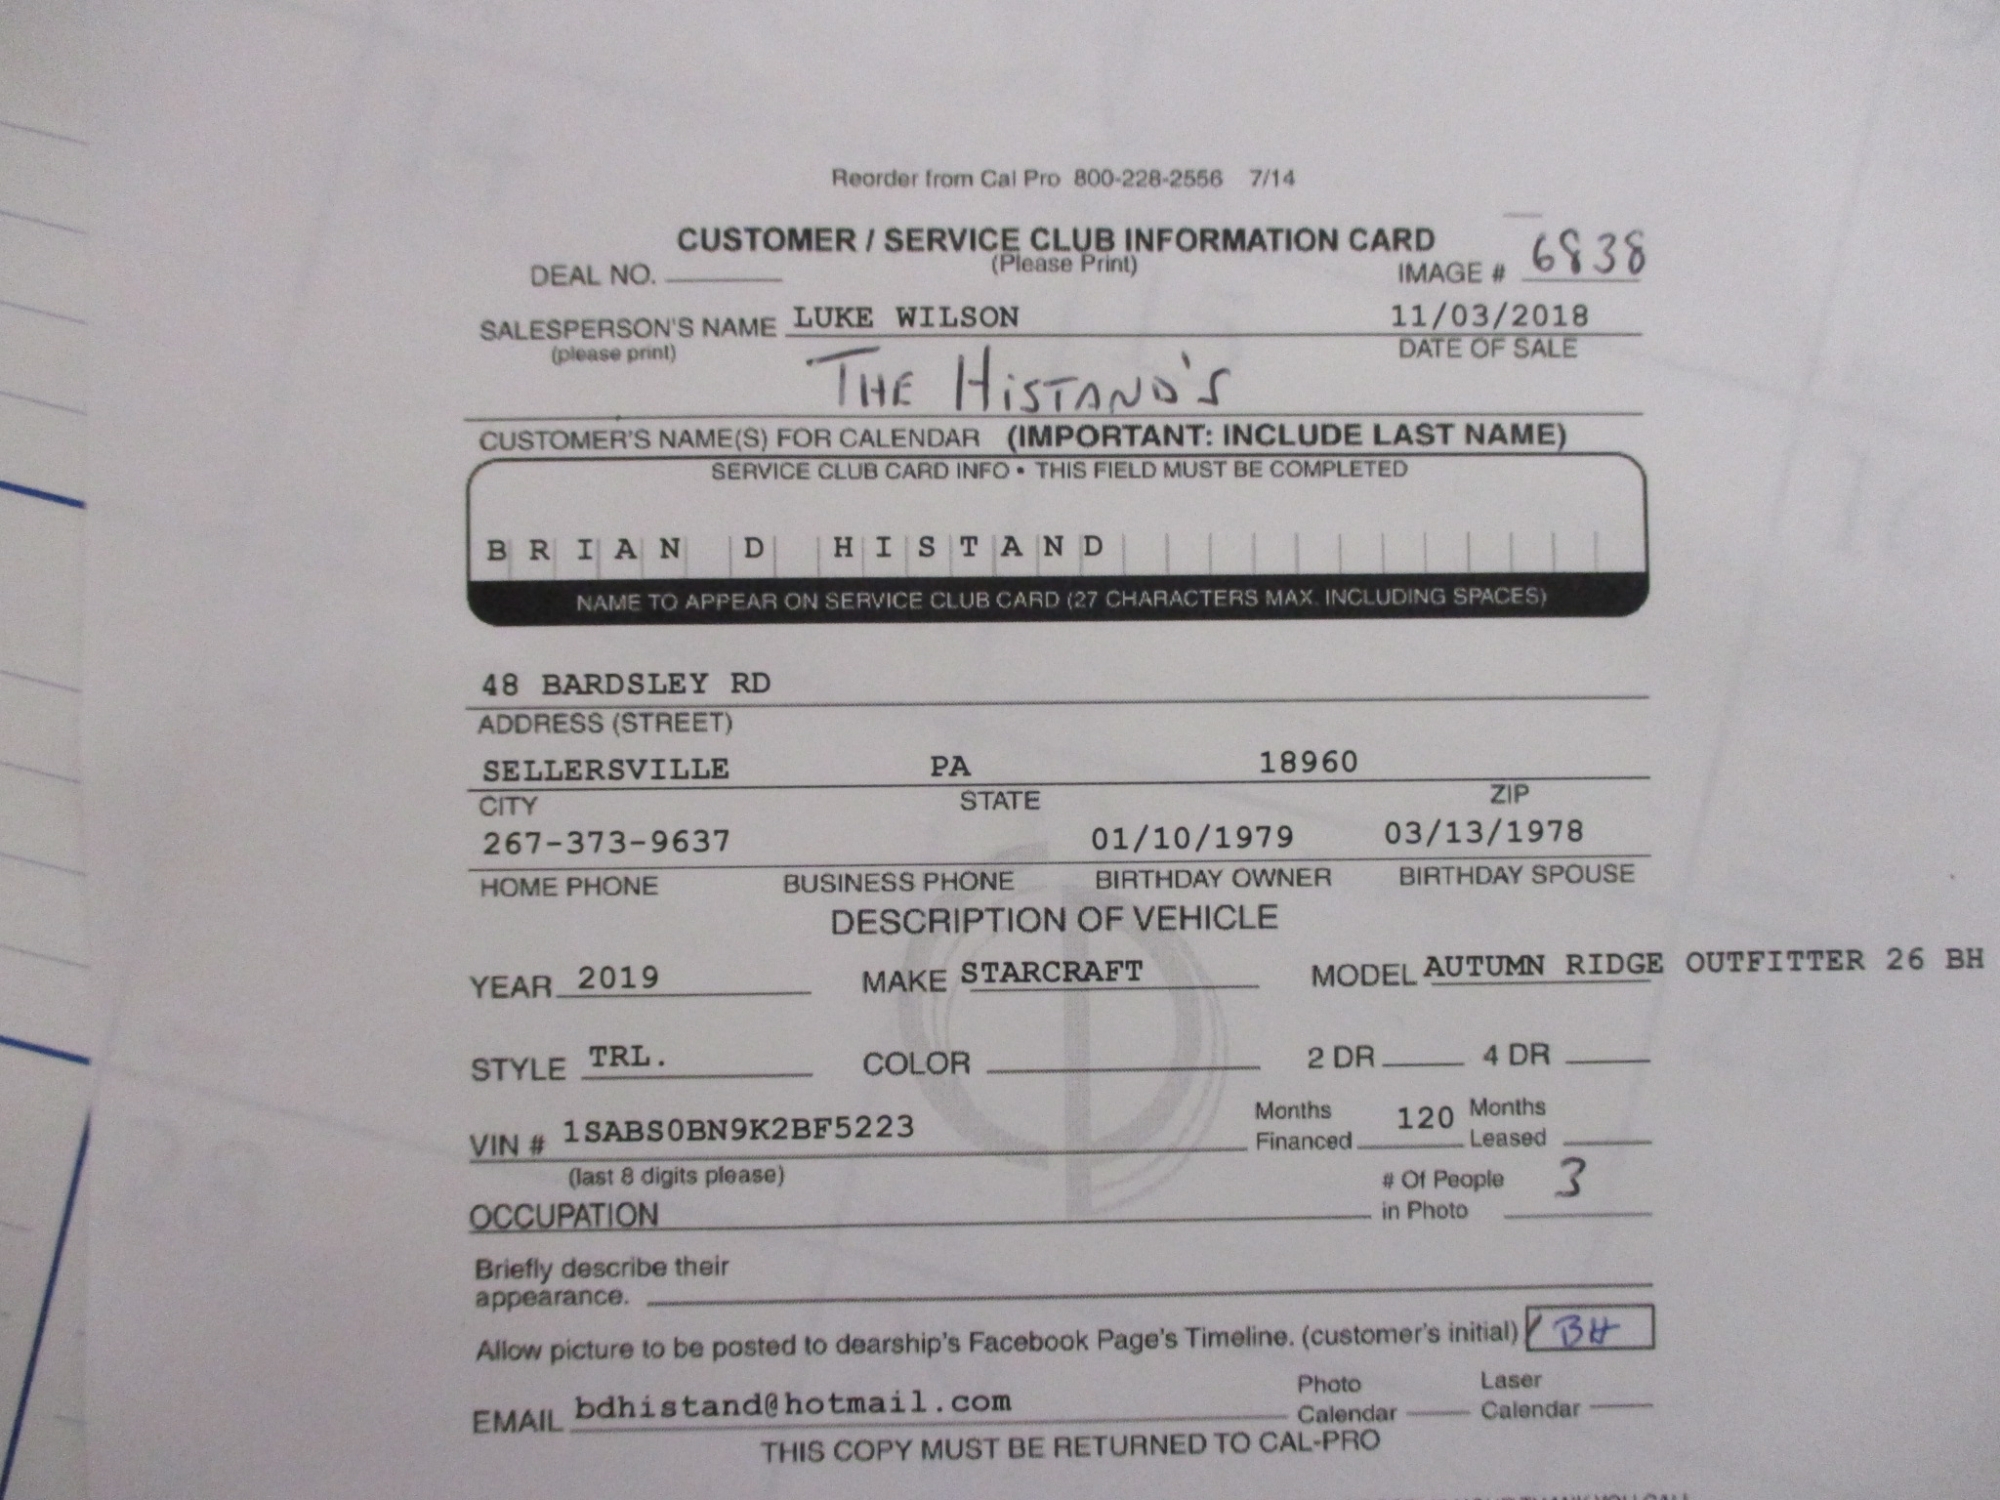 Reorder from Cal Pro 800-228-2556 7/14
CUSTOMER / SERVICE CLUB INFORMATION CARD
(Please Print)
DEAL NO. IMAGE # 6838
SALESPERSON'S NAME LUKE WILSON 11/03/2018
(please print) DATE OF SALE
THE HISTAND'S
CUSTOMER'S NAME(S) FOR CALENDAR (IMPORTANT: INCLUDE LAST NAME)
SERVICE CLUB CARD INFO • THIS FIELD MUST BE COMPLETED
BRIAN D HISTAND
NAME TO APPEAR ON SERVICE CLUB CARD (27 CHARACTERS MAX. INCLUDING SPACES)
48 BARDSLEY RD
ADDRESS (STREET)
SELLERSVILLE PA 18960
CITY STATE ZIP
267-373-9637 01/10/1979 03/13/1978
HOME PHONE BUSINESS PHONE BIRTHDAY OWNER BIRTHDAY SPOUSE
DESCRIPTION OF VEHICLE
YEAR 2019 MAKE STARCRAFT MODEL AUTUMN RIDGE OUTFITTER 26 BH
STYLE TRL. COLOR 2 DR 4 DR
VIN # 1SABS0BN9K2BF5223 Months Financed 120 Months Leased
(last 8 digits please) # Of People in Photo 3
OCCUPATION
Briefly describe their
appearance.
Allow picture to be posted to dearship's Facebook Page's Timeline. (customer's initial) BH
EMAIL bdhistand@hotmail.com Photo Calendar Laser Calendar
THIS COPY MUST BE RETURNED TO CAL-PRO